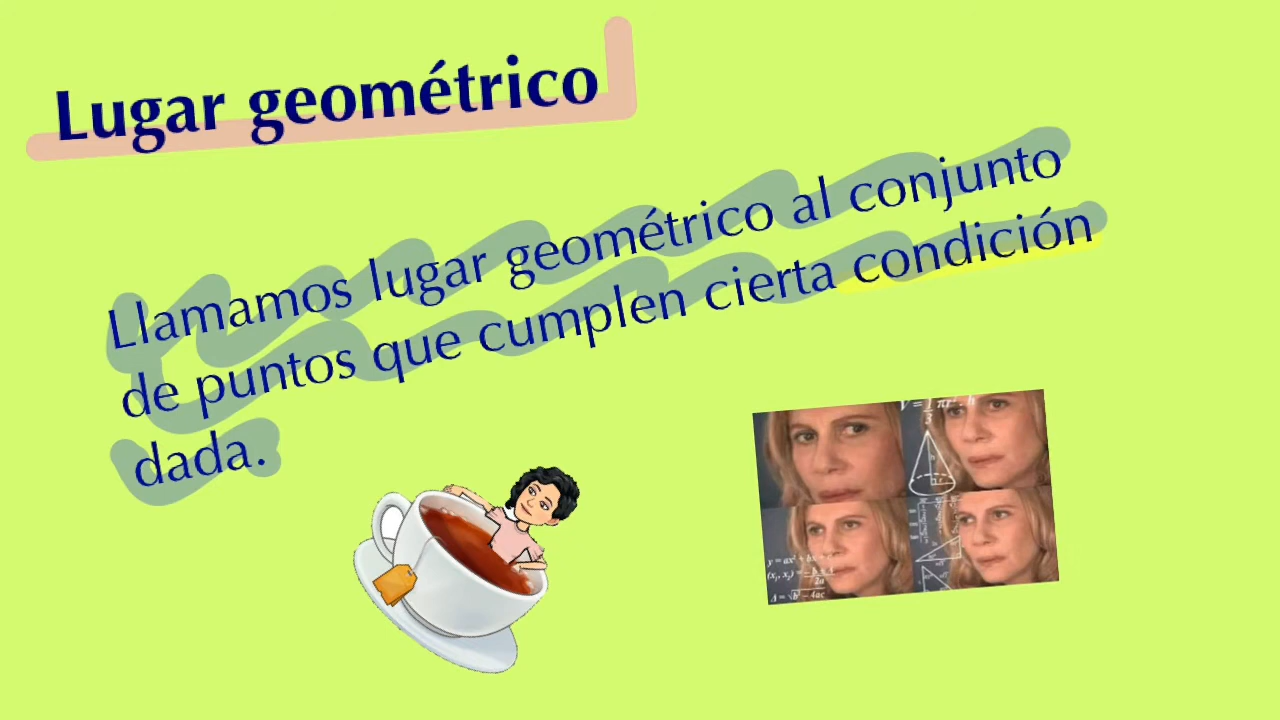 Lugar geométrico
Llamamos lugar geométrico al conjunto
de puntos que cumplen cierta condición
dada.